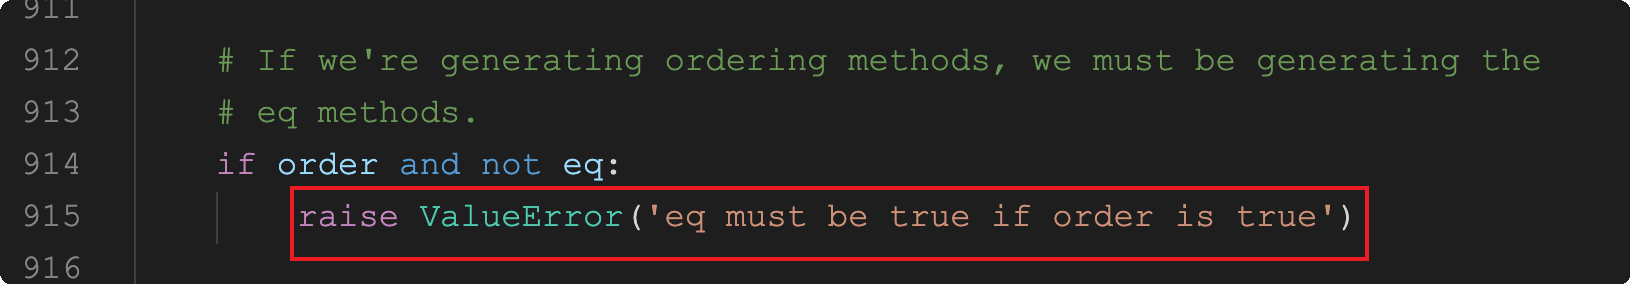 911
912 # If we're generating ordering methods, we must be generating the
913 # eq methods.
914 if order and not eq:
915 raise ValueError('eq must be true if order is true')
916